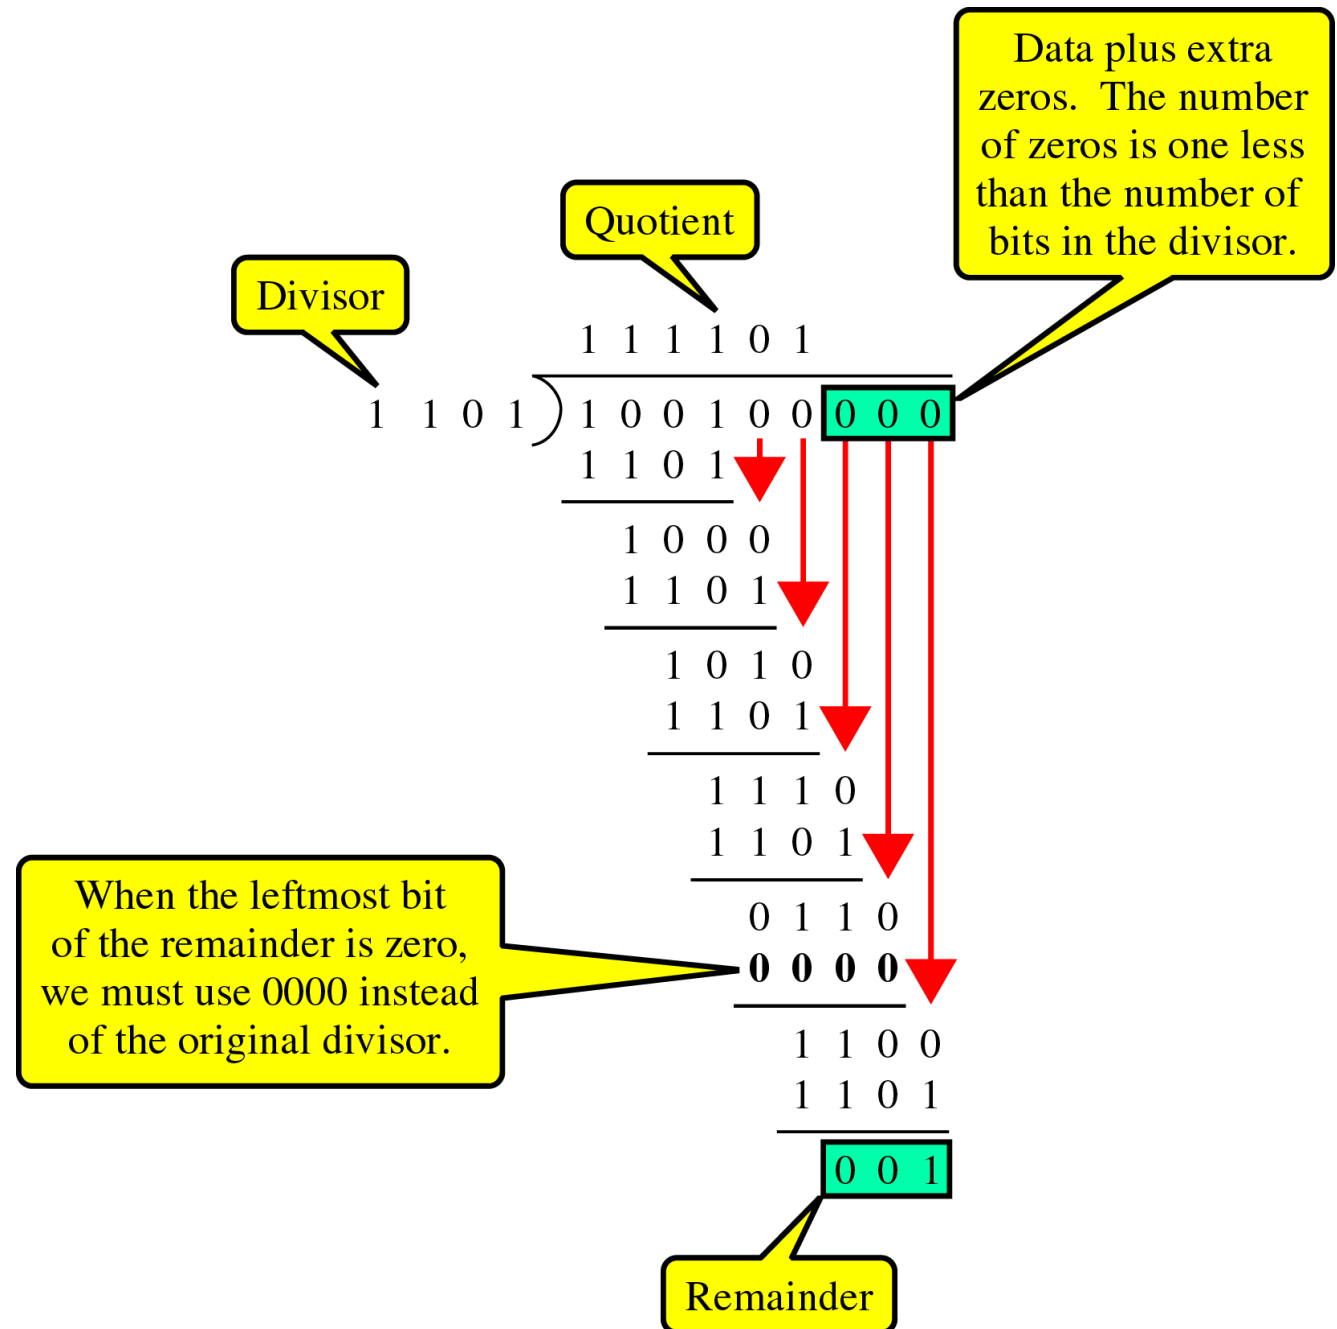 Data plus extra
zeros. The number
of zeros is one less
than the number of
bits in the divisor.
Quotient
Divisor
1 1 1 1 0 1
1 1 0 1 1 0 0 1 0 0 0 0 0
1 1 0 1
1 0 0 0
1 1 0 1
1 0 1 0
1 1 0 1
1 1 1 0
1 1 0 1
When the leftmost bit
of the remainder is zero,
we must use 0000 instead
of the original divisor.
0 1 1 0
0 0 0 0
1 1 0 0
1 1 0 1
0 0 1
Remainder